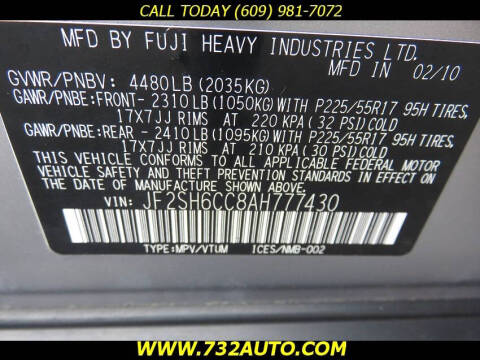 CALL TODAY (609) 981-7072
MFD BY FUJI HEAVY INDUSTRIES LTD.
GVWR/PNBV: 4480LB (2035KG) MFD IN 02/10
GAWR/PNBE: FRONT- 2310LB (1050KG) WITH P225/55R17 95H TIRES,
17X7JJ RIMS AT 220 KPA (32 PSI) COLD
GAWR/PNBE: REAR - 2410LB (1095KG) WITH P225/55R17 95H TIRES,
17X7JJ RIMS AT 210 KPA (30 PSI) COLD
THIS VEHICLE CONFORMS TO ALL APPLICABLE FEDERAL MOTOR
VEHICLE SAFETY AND THEFT PREVENTION STANDARDS IN EFFECT ON
THE DATE OF MANUFACTURE SHOWN ABOVE.
VIN: JF2SH6CC8AH777430
TYPE:MPV/VTUM ICES/NMB-002
WWW.732AUTO.COM